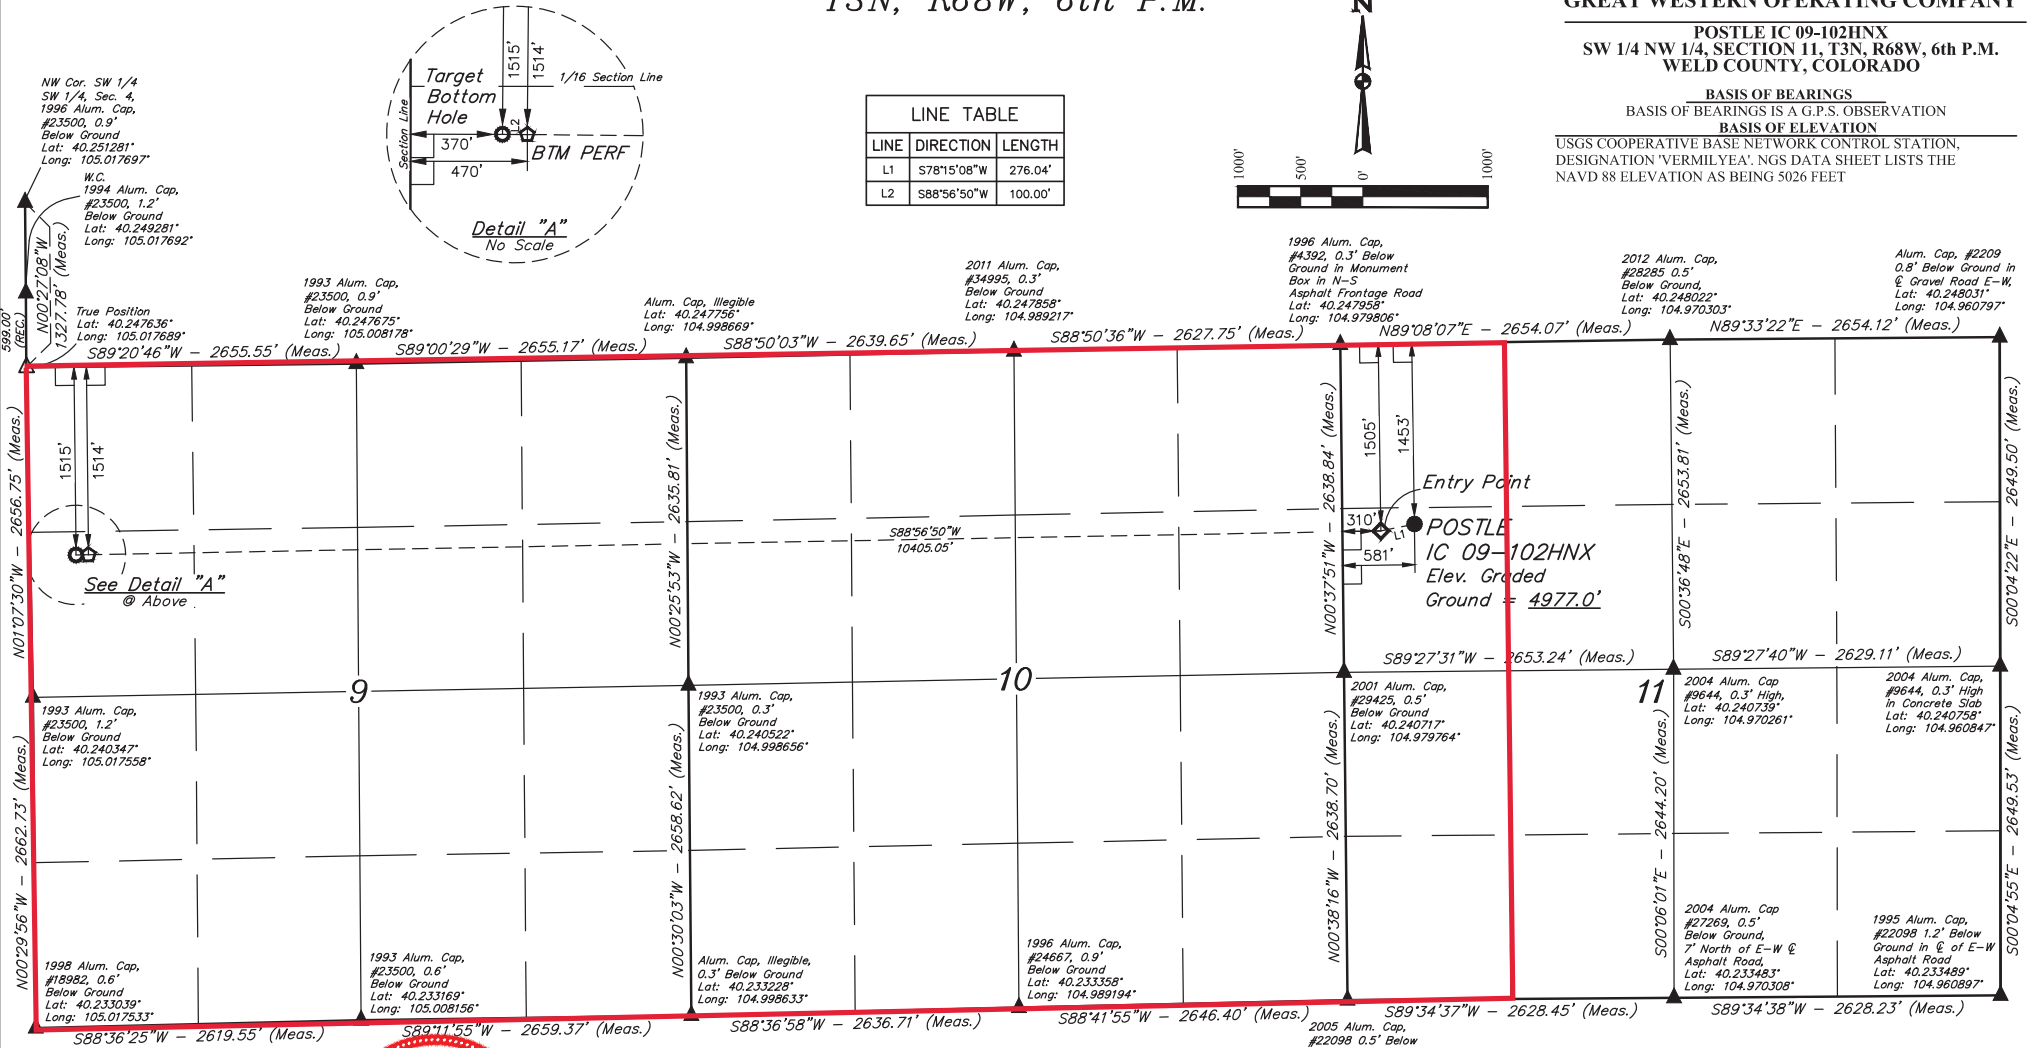 T3N, R68W, 6th P.M.
GREAT WESTERN OPERATING COMPANY
POSTLE IC 09-102HNX
SW 1/4 NW 1/4, SECTION 11, T3N, R68W, 6th P.M.
WELD COUNTY, COLORADO
BASIS OF BEARINGS
BASIS OF BEARINGS IS A G.P.S. OBSERVATION
BASIS OF ELEVATION
USGS COOPERATIVE BASE NETWORK CONTROL STATION,
DESIGNATION 'VERMILYEA'. NGS DATA SHEET LISTS THE
NAVD 88 ELEVATION AS BEING 5026 FEET
N
1000'
500'
0'
1000'
LINE TABLE
LINE DIRECTION LENGTH
L1 S78°15'08"W 276.04'
L2 S88°56'50"W 100.00'
1515'
1514'
Target
Bottom
Hole
1/16 Section Line
Section Line
L2
370'
BTM PERF
470'
Detail "A"
No Scale
NW Cor. SW 1/4
SW 1/4, Sec. 4,
1996 Alum. Cap,
#23500, 0.9'
Below Ground
Lat: 40.251281°
Long: 105.017697°
W.C.
1994 Alum. Cap,
#23500, 1.2'
Below Ground
Lat: 40.249281°
Long: 105.017692°
N00°27'08"W
1327.78' (Meas.)
599.00'
(REC.)
True Position
Lat: 40.247636°
Long: 105.017689°
1993 Alum. Cap,
#23500, 0.9'
Below Ground
Lat: 40.247675°
Long: 105.008178°
Alum. Cap, Illegible
Lat: 40.247756°
Long: 104.998669°
2011 Alum. Cap,
#34995, 0.3'
Below Ground
Lat: 40.247858°
Long: 104.989217°
1996 Alum. Cap,
#4392, 0.3' Below
Ground in Monument
Box in N-S
Asphalt Frontage Road
Lat: 40.247958°
Long: 104.979806°
2012 Alum. Cap,
#28285 0.5'
Below Ground,
Lat: 40.248022°
Long: 104.970303°
Alum. Cap, #2209
0.8' Below Ground in
℄ Gravel Road E-W,
Lat: 40.248031°
Long: 104.960797°
S89°20'46"W - 2655.55' (Meas.)
S89°00'29"W - 2655.17' (Meas.)
S88°50'03"W - 2639.65' (Meas.)
S88°50'36"W - 2627.75' (Meas.)
N89°08'07"E - 2654.07' (Meas.)
N89°33'22"E - 2654.12' (Meas.)
N01°07'30"W - 2656.75' (Meas.)
1515'
1514'
See Detail "A"
@ Above
N00°25'53"W - 2635.81' (Meas.)
S88°56'50"W
10405.05'
N00°37'51"W - 2638.84' (Meas.)
1505'
1453'
Entry Point
310'
L1
581'
POSTLE
IC 09-102HNX
Elev. Graded
Ground = 4977.0'
S00°36'48"E - 2653.81' (Meas.)
S00°04'22"E - 2649.50' (Meas.)
9
10
11
S89°27'31"W - 2653.24' (Meas.)
S89°27'40"W - 2629.11' (Meas.)
1993 Alum. Cap,
#23500, 1.2'
Below Ground
Lat: 40.240347°
Long: 105.017558°
1993 Alum. Cap,
#23500, 0.3'
Below Ground
Lat: 40.240522°
Long: 104.998656°
2001 Alum. Cap,
#29425, 0.5'
Below Ground
Lat: 40.240717°
Long: 104.979764°
2004 Alum. Cap
#9644, 0.3' High,
Lat: 40.240739°
Long: 104.970261°
2004 Alum. Cap,
#9644, 0.3' High
in Concrete Slab
Lat: 40.240758°
Long: 104.960847°
N00°29'56"W - 2662.73' (Meas.)
N00°30'03"W - 2658.62' (Meas.)
N00°38'16"W - 2638.70' (Meas.)
S00°06'01"E - 2644.20' (Meas.)
S00°04'55"E - 2649.53' (Meas.)
1998 Alum. Cap,
#18982, 0.6'
Below Ground
Lat: 40.233039°
Long: 105.017533°
1993 Alum. Cap,
#23500, 0.6'
Below Ground
Lat: 40.233169°
Long: 105.008156°
Alum. Cap, Illegible,
0.3' Below Ground
Lat: 40.233228°
Long: 104.998633°
1996 Alum. Cap,
#24667, 0.9'
Below Ground
Lat: 40.233358°
Long: 104.989194°
2004 Alum. Cap
#27269, 0.5'
Below Ground,
7' North of E-W ℄
Asphalt Road,
Lat: 40.233483°
Long: 104.970308°
1995 Alum. Cap,
#22098 1.2' Below
Ground in ℄ of E-W
Asphalt Road
Lat: 40.233489°
Long: 104.960897°
S88°36'25"W - 2619.55' (Meas.)
S89°11'55"W - 2659.37' (Meas.)
S88°36'58"W - 2636.71' (Meas.)
S88°41'55"W - 2646.40' (Meas.)
S89°34'37"W - 2628.45' (Meas.)
S89°34'38"W - 2628.23' (Meas.)
2005 Alum. Cap,
#22098 0.5' Below